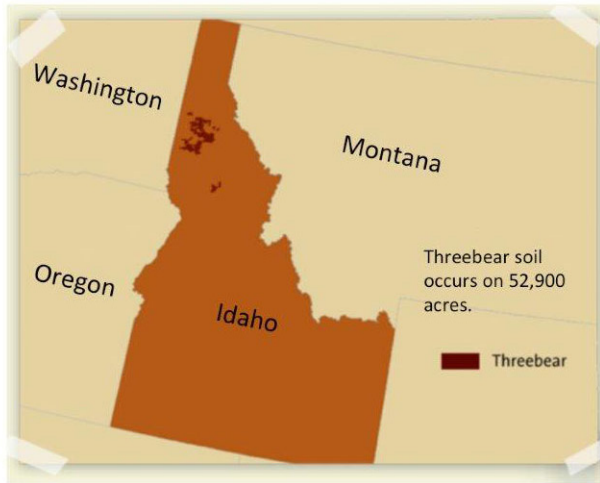 Washington
Montana
Oregon
Idaho
Threebear soil
occurs on 52,900
acres.
Threebear